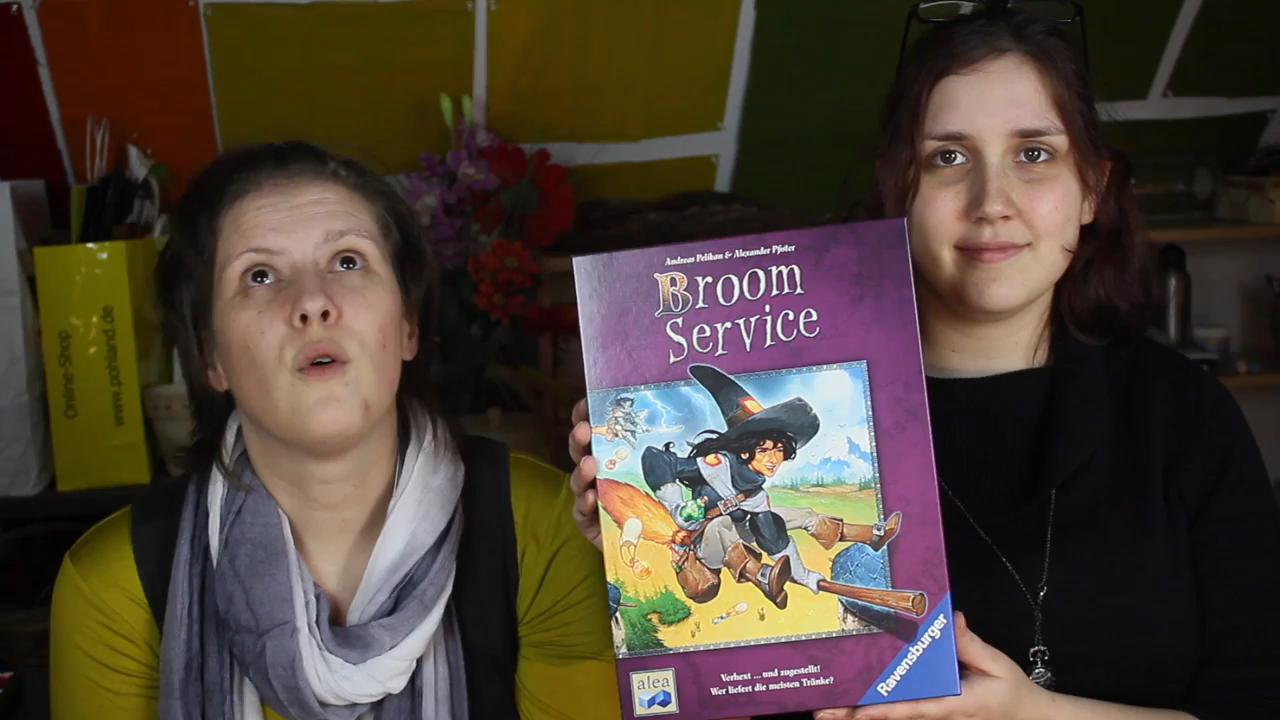 Online-Shop
www.pohland.de
Andreas Pelikan & Alexander Pfister
Broom
Service
Verhext ... und zugestellt!
Wer liefert die meisten Tränke?
alea
Ravensburger